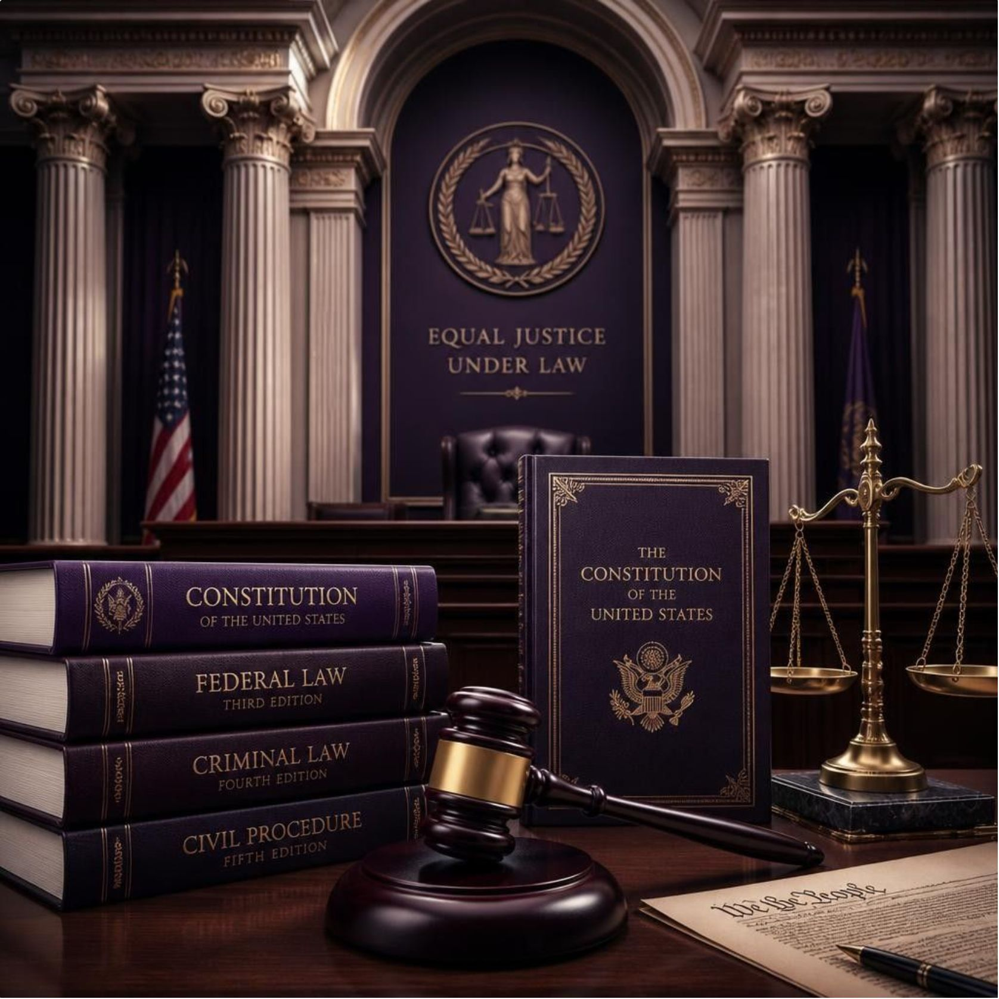 EQUAL JUSTICE
UNDER LAW
THE
CONSTITUTION
OF THE
UNITED STATES
CONSTITUTION
OF THE UNITED STATES
FEDERAL LAW
THIRD EDITION
CRIMINAL LAW
FOURTH EDITION
CIVIL PROCEDURE
FIFTH EDITION
We the People